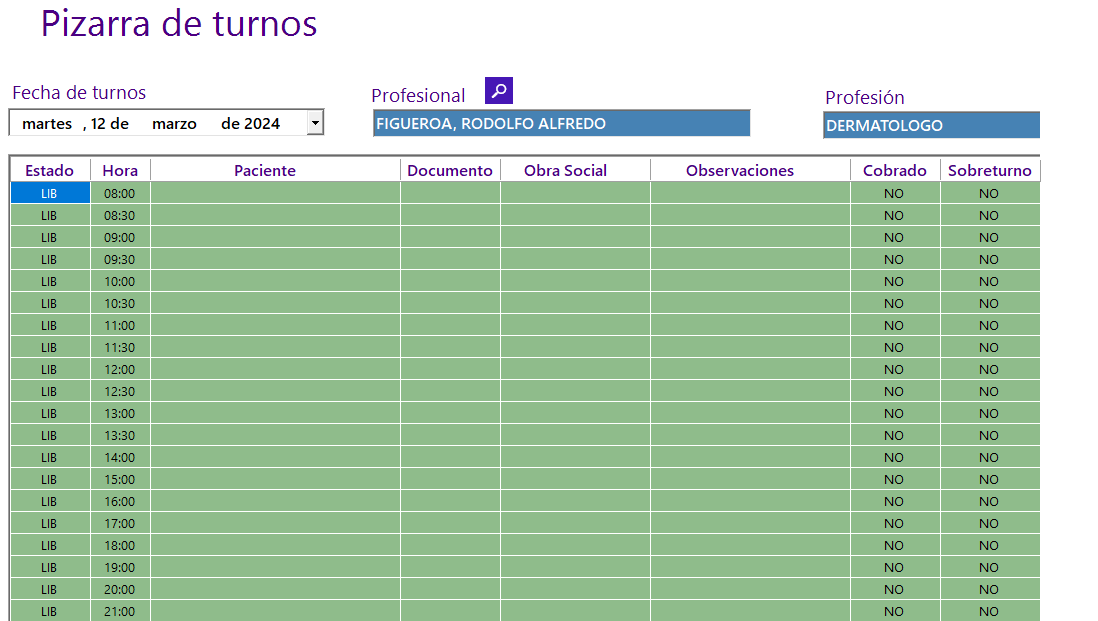 Pizarra de turnos
Fecha de turnos Profesional Profesión
martes , 12 de marzo de 2024 FIGUEROA, RODOLFO ALFREDO DERMATOLOGO
Estado Hora Paciente Documento Obra Social Observaciones Cobrado Sobreturno
LIB 08:00 NO NO
LIB 08:30 NO NO
LIB 09:00 NO NO
LIB 09:30 NO NO
LIB 10:00 NO NO
LIB 10:30 NO NO
LIB 11:00 NO NO
LIB 11:30 NO NO
LIB 12:00 NO NO
LIB 12:30 NO NO
LIB 13:00 NO NO
LIB 13:30 NO NO
LIB 14:00 NO NO
LIB 15:00 NO NO
LIB 16:00 NO NO
LIB 17:00 NO NO
LIB 18:00 NO NO
LIB 19:00 NO NO
LIB 20:00 NO NO
LIB 21:00 NO NO